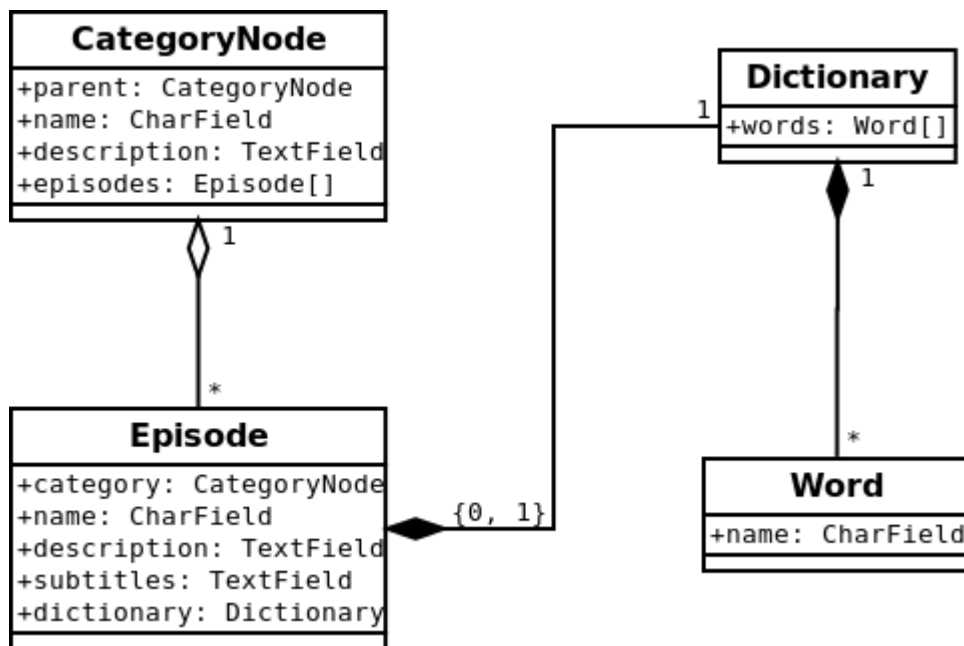 CategoryNode
+parent: CategoryNode
+name: CharField
+description: TextField
+episodes: Episode[]
1
*
Episode
+category: CategoryNode
+name: CharField
+description: TextField
+subtitles: TextField
+dictionary: Dictionary
{0, 1}
1
Dictionary
+words: Word[]
1
*
Word
+name: CharField